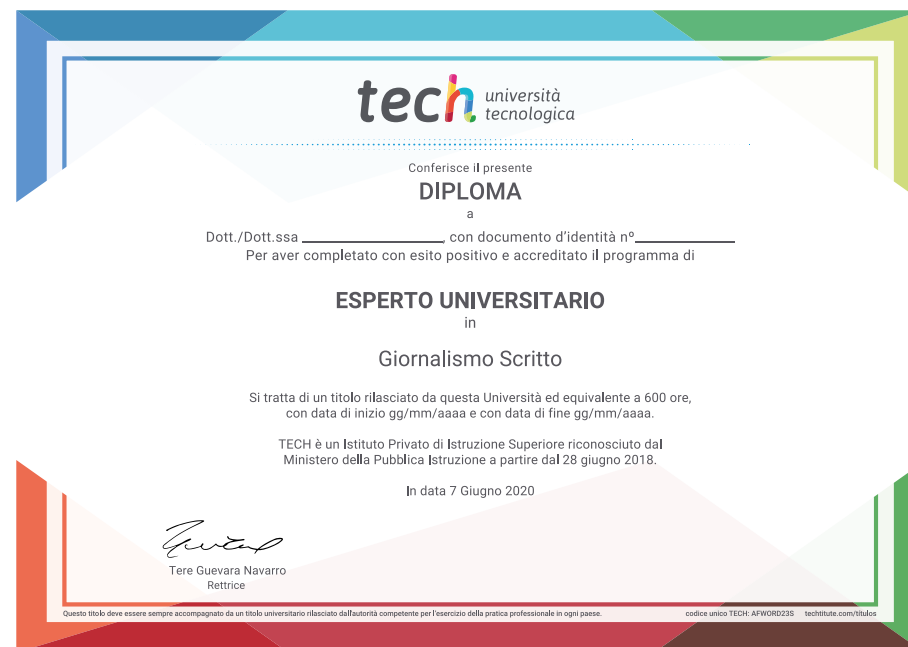 tech università
tecnologica
Conferisce il presente
DIPLOMA
a
Dott./Dott.ssa ____________, con documento d'identità nº____________
Per aver completato con esito positivo e accreditato il programma di
ESPERTO UNIVERSITARIO
in
Giornalismo Scritto
Si tratta di un titolo rilasciato da questa Università ed equivalente a 600 ore,
con data di inizio gg/mm/aaaa e con data di fine gg/mm/aaaa.
TECH è un Istituto Privato di Istruzione Superiore riconosciuto dal
Ministero della Pubblica Istruzione a partire dal 28 giugno 2018.
In data 7 Giugno 2020
Tere Guevara Navarro
Rettrice
Questo titolo deve essere sempre accompagnato da un titolo universitario rilasciato dall'autorità competente per l'esercizio della pratica professionale in ogni paese. codice unico TECH: AFWORD23S techtitute.com/títulos